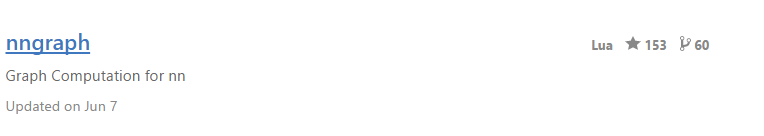 nngraph
Lua 153 60
Graph Computation for nn
Updated on Jun 7